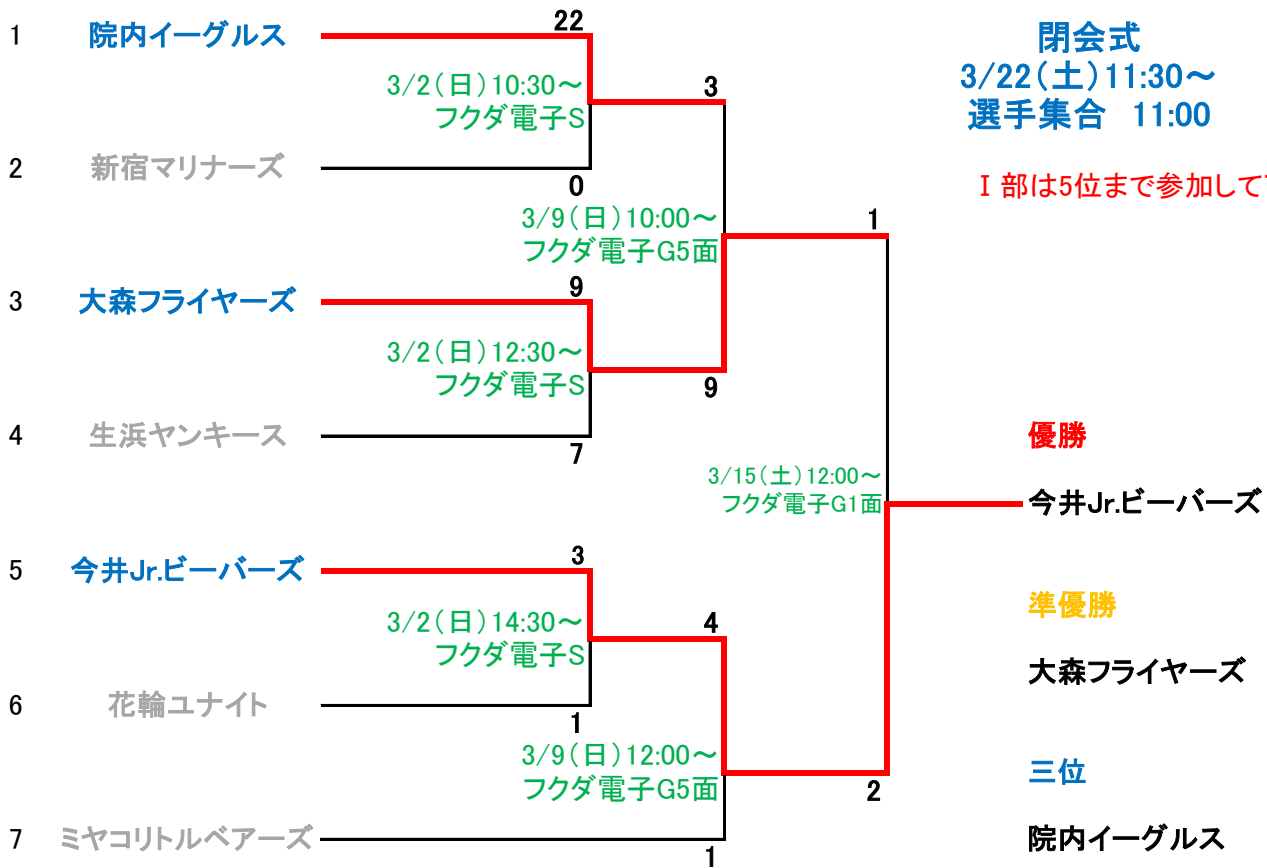 1 院内イーグルス
22
3/2(日)10:30～
フクダ電子S
3
2 新宿マリナーズ
0
3/9(日)10:00～
フクダ電子G5面
1
3 大森フライヤーズ
9
3/2(日)12:30～
フクダ電子S
9
4 生浜ヤンキース
7
3/15(土)12:00～
フクダ電子G1面
5 今井Jr.ビーバーズ
3
3/2(日)14:30～
フクダ電子S
4
6 花輪ユナイト
1
3/9(日)12:00～
フクダ電子G5面
2
7 ミヤコリトルベアーズ
1
閉会式
3/22(土)11:30～
選手集合 11:00
Ⅰ部は5位まで参加して
優勝
今井Jr.ビーバーズ
準優勝
大森フライヤーズ
三位
院内イーグルス